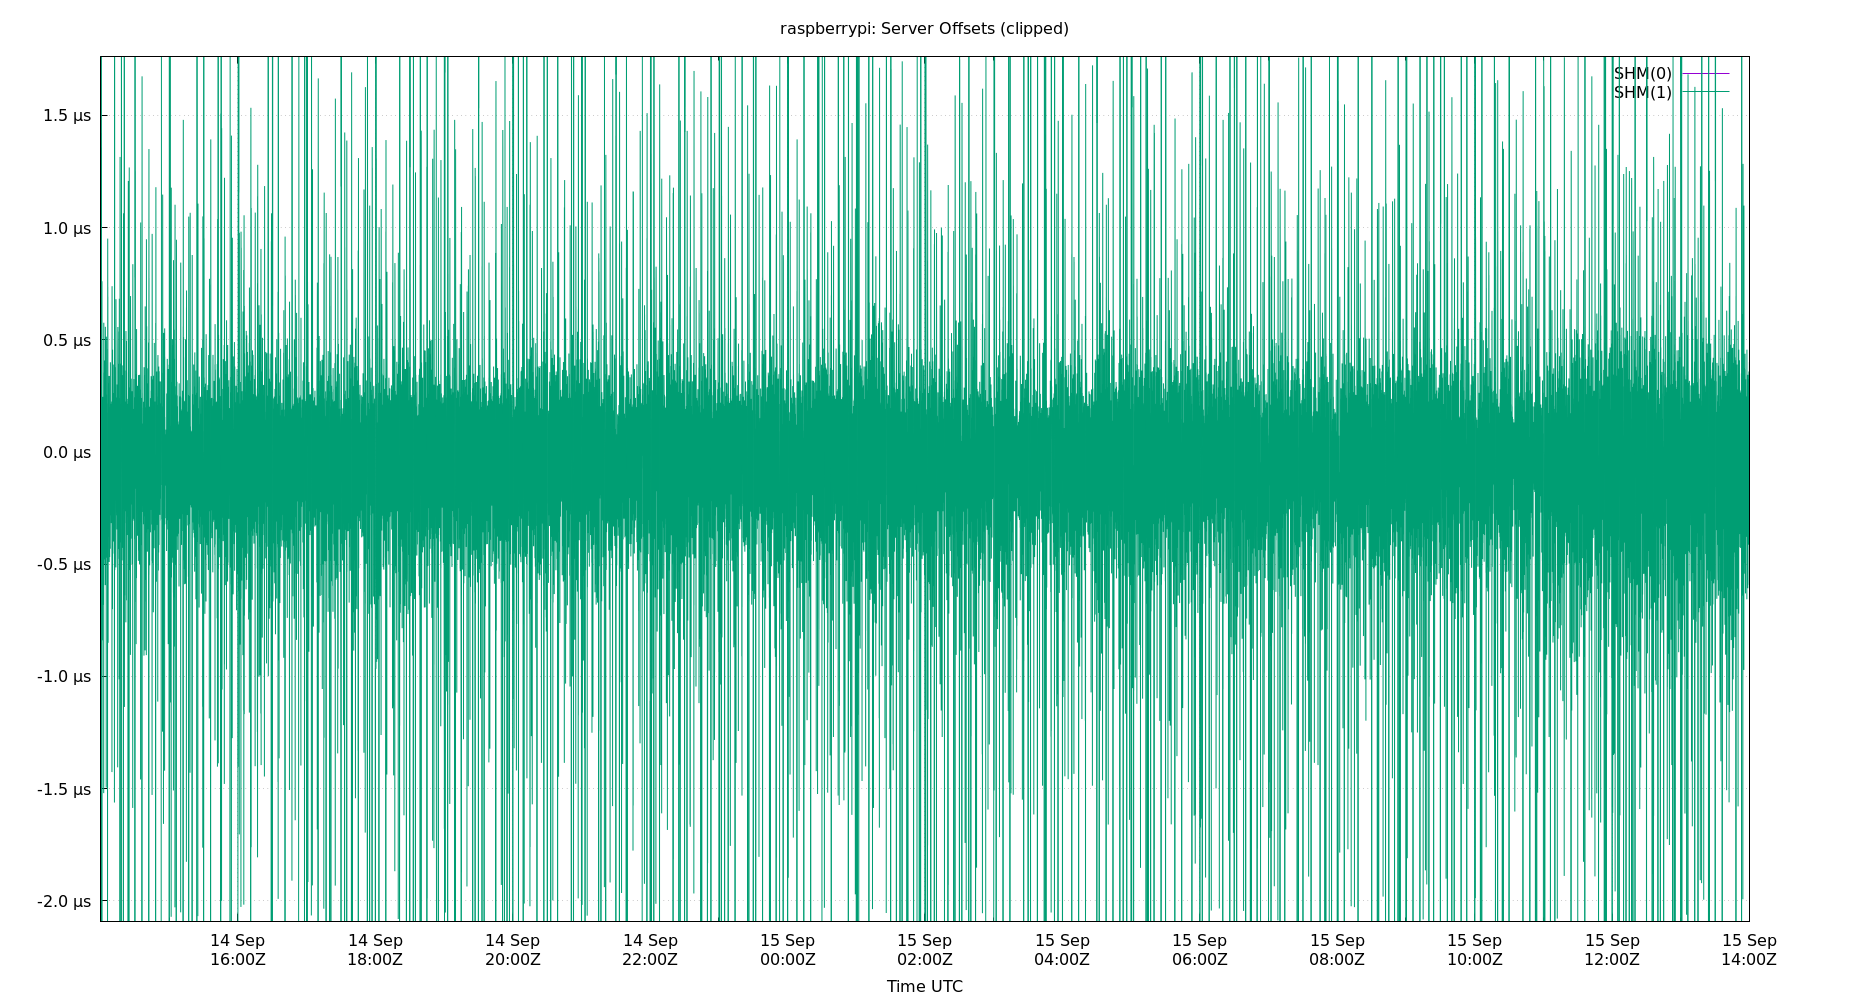 raspberrypi: Server Offsets (clipped)
SHM(0)
SHM(1)
1.5 µs
1.0 µs
0.5 µs
0.0 µs
-0.5 µs
-1.0 µs
-1.5 µs
-2.0 µs
14 Sep 14 Sep 14 Sep 14 Sep 15 Sep 15 Sep 15 Sep 15 Sep 15 Sep 15 Sep 15 Sep 15 Sep
16:00Z 18:00Z 20:00Z 22:00Z 00:00Z 02:00Z 04:00Z 06:00Z 08:00Z 10:00Z 12:00Z 14:00Z
Time UTC